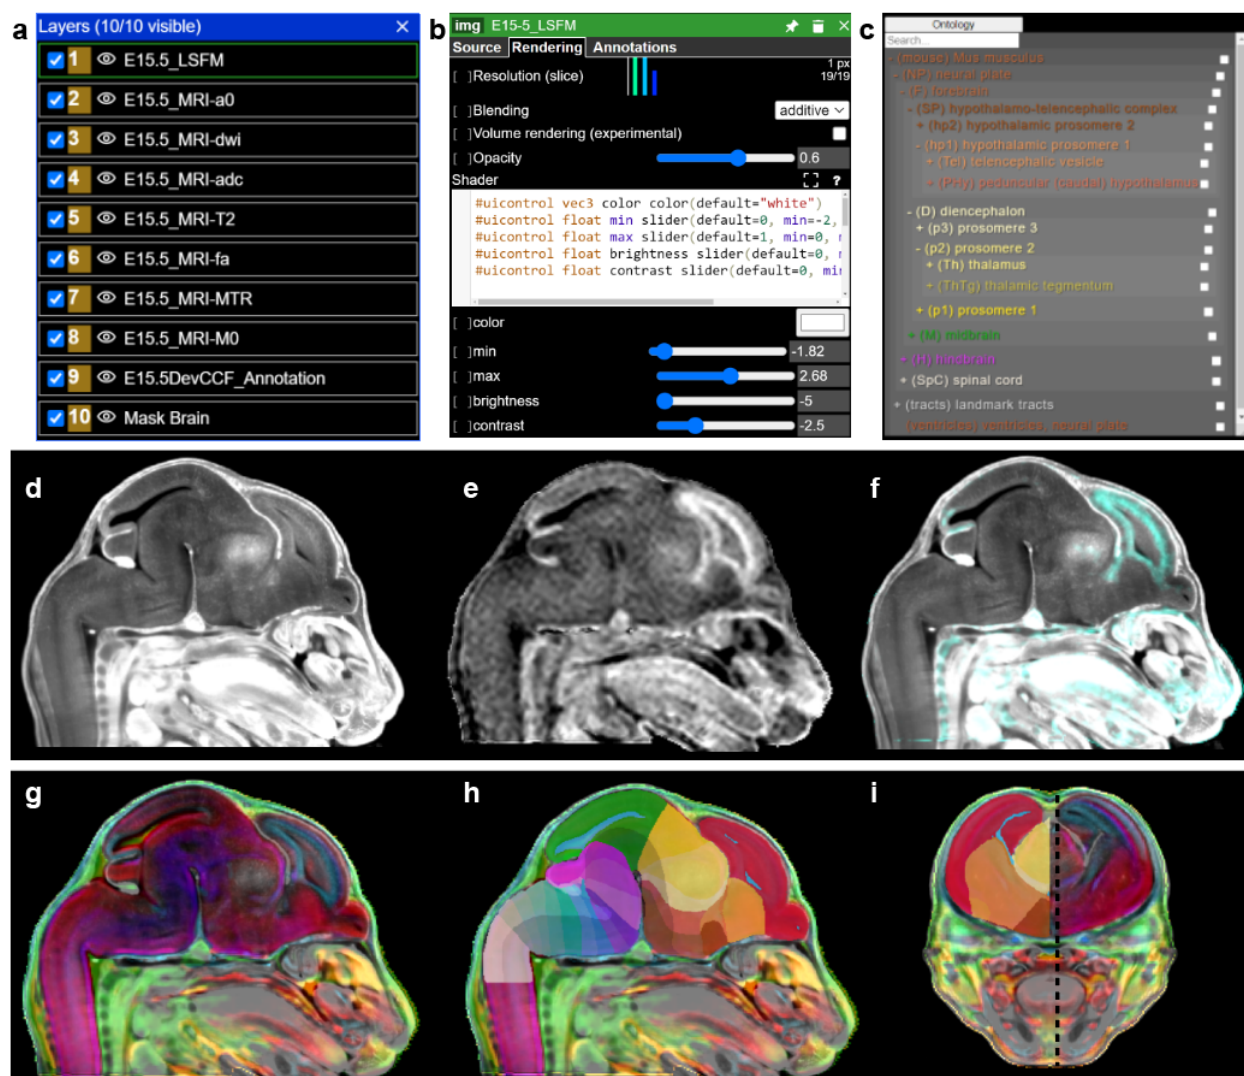 a
Layers (10/10 visible)
1 E15.5_LSFM
2 E15.5_MRI-a0
3 E15.5_MRI-dwi
4 E15.5_MRI-adc
5 E15.5_MRI-T2
6 E15.5_MRI-fa
7 E15.5_MRI-MTR
8 E15.5_MRI-M0
9 E15.5DevCCF_Annotation
10 Mask Brain
b
img E15-5_LSFM
Source Rendering Annotations
[ ]Resolution (slice) 1 px
19/19
[ ]Blending additive
[ ]Volume rendering (experimental)
[ ]Opacity 0.6
Shader ?
#uicontrol vec3 color color(default="white")
#uicontrol float min slider(default=0, min=-2,
#uicontrol float max slider(default=1, min=0,
#uicontrol float brightness slider(default=0,
#uicontrol float contrast slider(default=0, min
[ ]color
[ ]min -1.82
[ ]max 2.68
[ ]brightness -5
[ ]contrast -2.5
c
Ontology
Search...
- (mouse) Mus musculus
- (NP) neural plate
- (F) forebrain
- (SP) hypothalamo-telencephalic complex
+ (hp2) hypothalamic prosomere 2
- (hp1) hypothalamic prosomere 1
+ (Tel) telencephalic vesicle
+ (PHy) peduncular (caudal) hypothalamus
- (D) diencephalon
+ (p3) prosomere 3
- (p2) prosomere 2
+ (Th) thalamus
+ (ThTg) thalamic tegmentum
+ (p1) prosomere 1
+ (M) midbrain
+ (H) hindbrain
+ (SpC) spinal cord
+ (tracts) landmark tracts
(ventricles) ventricles, neural plate
d
e
f
g
h
i